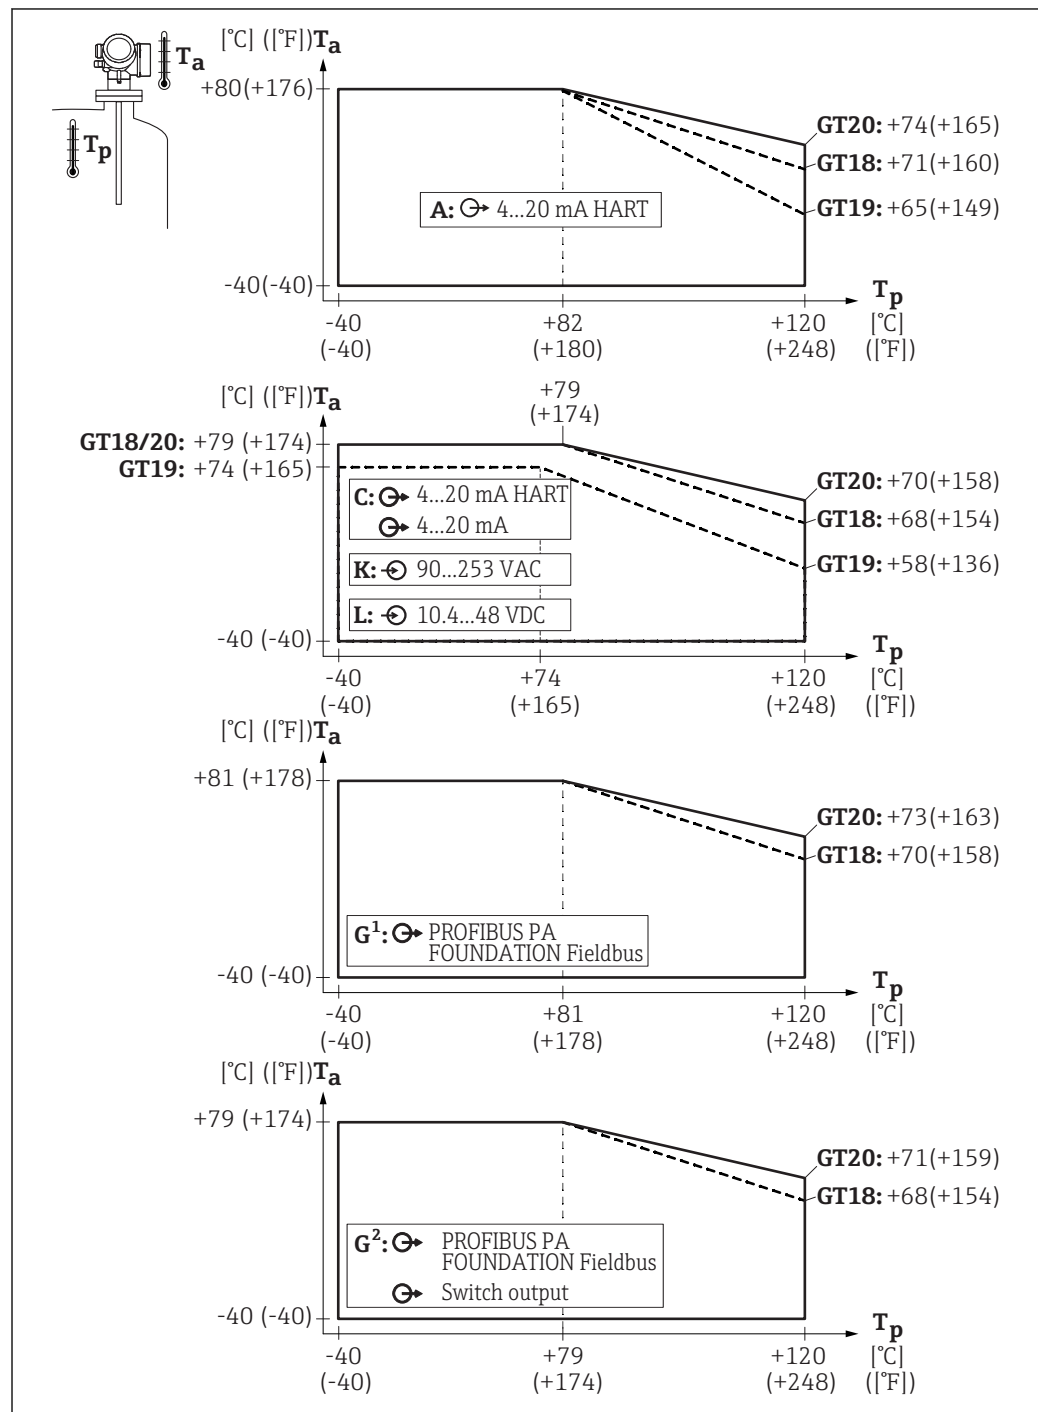 [°C] ([°F]) Ta
Ta
Tp
+80(+176)
GT20: +74(+165)
GT18: +71(+160)
GT19: +65(+149)
A: 4...20 mA HART
-40(-40)
Tp
-40 +82 +120 [°C]
(-40) (+180) (+248) ([°F])
[°C] ([°F]) Ta
+79
(+174)
GT18/20: +79 (+174)
GT19: +74 (+165)
GT20: +70(+158)
GT18: +68(+154)
GT19: +58(+136)
C: 4...20 mA HART
4...20 mA
K: 90...253 VAC
L: 10.4...48 VDC
-40 (-40)
Tp
-40 +74 +120 [°C]
(-40) (+165) (+248) ([°F])
[°C] ([°F]) Ta
+81 (+178)
GT20: +73(+163)
GT18: +70(+158)
G1: PROFIBUS PA
FOUNDATION Fieldbus
-40 (-40)
Tp
-40 +81 +120 [°C]
(-40) (+178) (+248) ([°F])
[°C] ([°F]) Ta
+79 (+174)
GT20: +71(+159)
GT18: +68(+154)
G2: PROFIBUS PA
FOUNDATION Fieldbus
Switch output
-40 (-40)
Tp
-40 +79 +120 [°C]
(-40) (+174) (+248) ([°F])